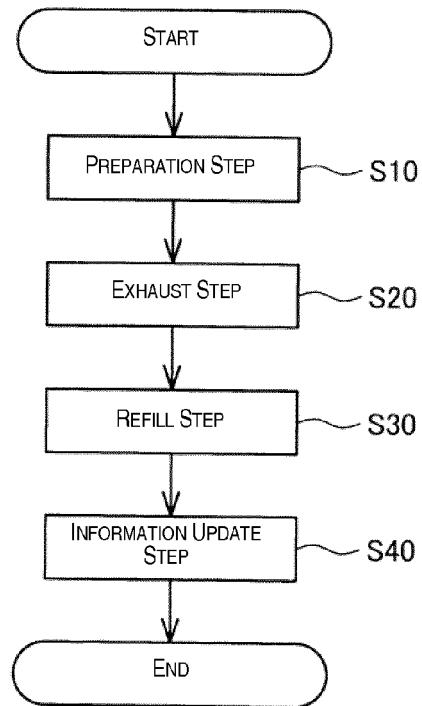 START
PREPARATION STEP
S10
EXHAUST STEP
S20
REFILL STEP
S30
INFORMATION UPDATE
STEP
S40
END